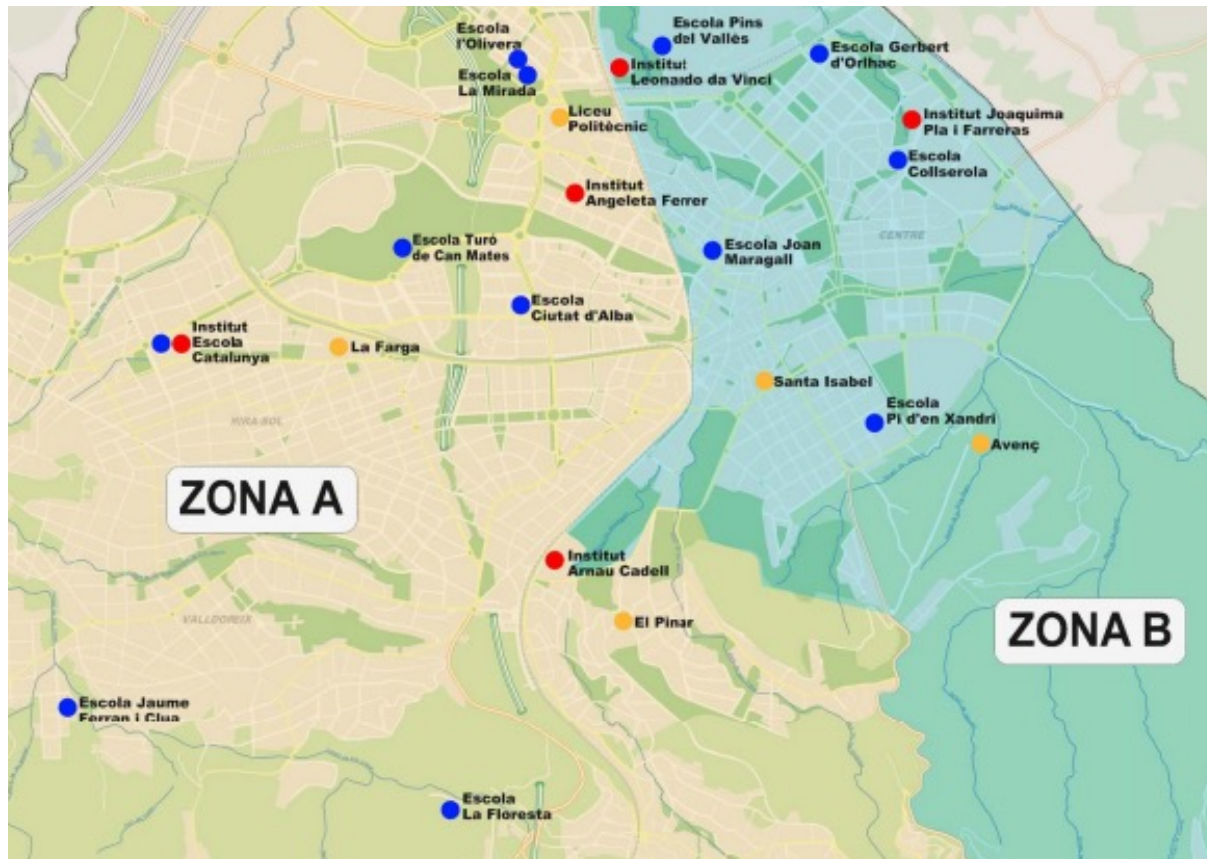 Escola
l'Olivera
Escola
La Mirada
Liceu
Politècnic
Escola Pins
del Vallès
Institut
Leonardo da Vinci
Escola Gerbert
d'Orlhac
Institut Joaquima
Pla i Farreras
Escola
Collserola
Institut
Angeleta Ferrer
CENTRE
Escola Turó
de Can Mates
Escola Joan
Maragall
Escola
Ciutat d'Alba
Institut
Escola
Catalunya
La Farga
Santa Isabel
Escola
Pi d'en Xandri
Avenç
MIRA-SOL
ZONA A
Institut
Arnau Cadell
VALLDOREIX
El Pinar
ZONA B
Escola Jaume
Ferran i Clua
Escola
La Floresta